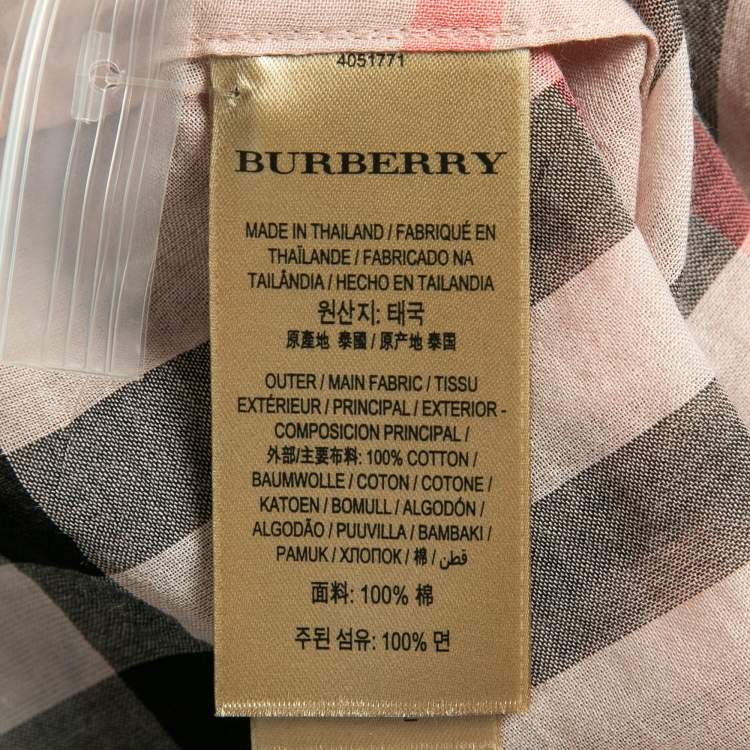 4051771
BURBERRY
MADE IN THAILAND / FABRIQUÉ EN
THAÏLANDE / FABRICADO NA
TAILÂNDIA / HECHO EN TAILANDIA
원산지: 태국
原產地 泰國 / 原产地 泰国
OUTER / MAIN FABRIC / TISSU
EXTÉRIEUR / PRINCIPAL / EXTERIOR -
COMPOSICION PRINCIPAL /
外部/主要布料: 100% COTTON /
BAUMWOLLE / COTON / COTONE /
KATOEN / BOMULL / ALGODÓN /
ALGODÃO / PUUVILLA / BAMBAKI /
PAMUK / ХЛОПОК / 棉 / قطن /
面料: 100% 棉
주된 섬유: 100% 면